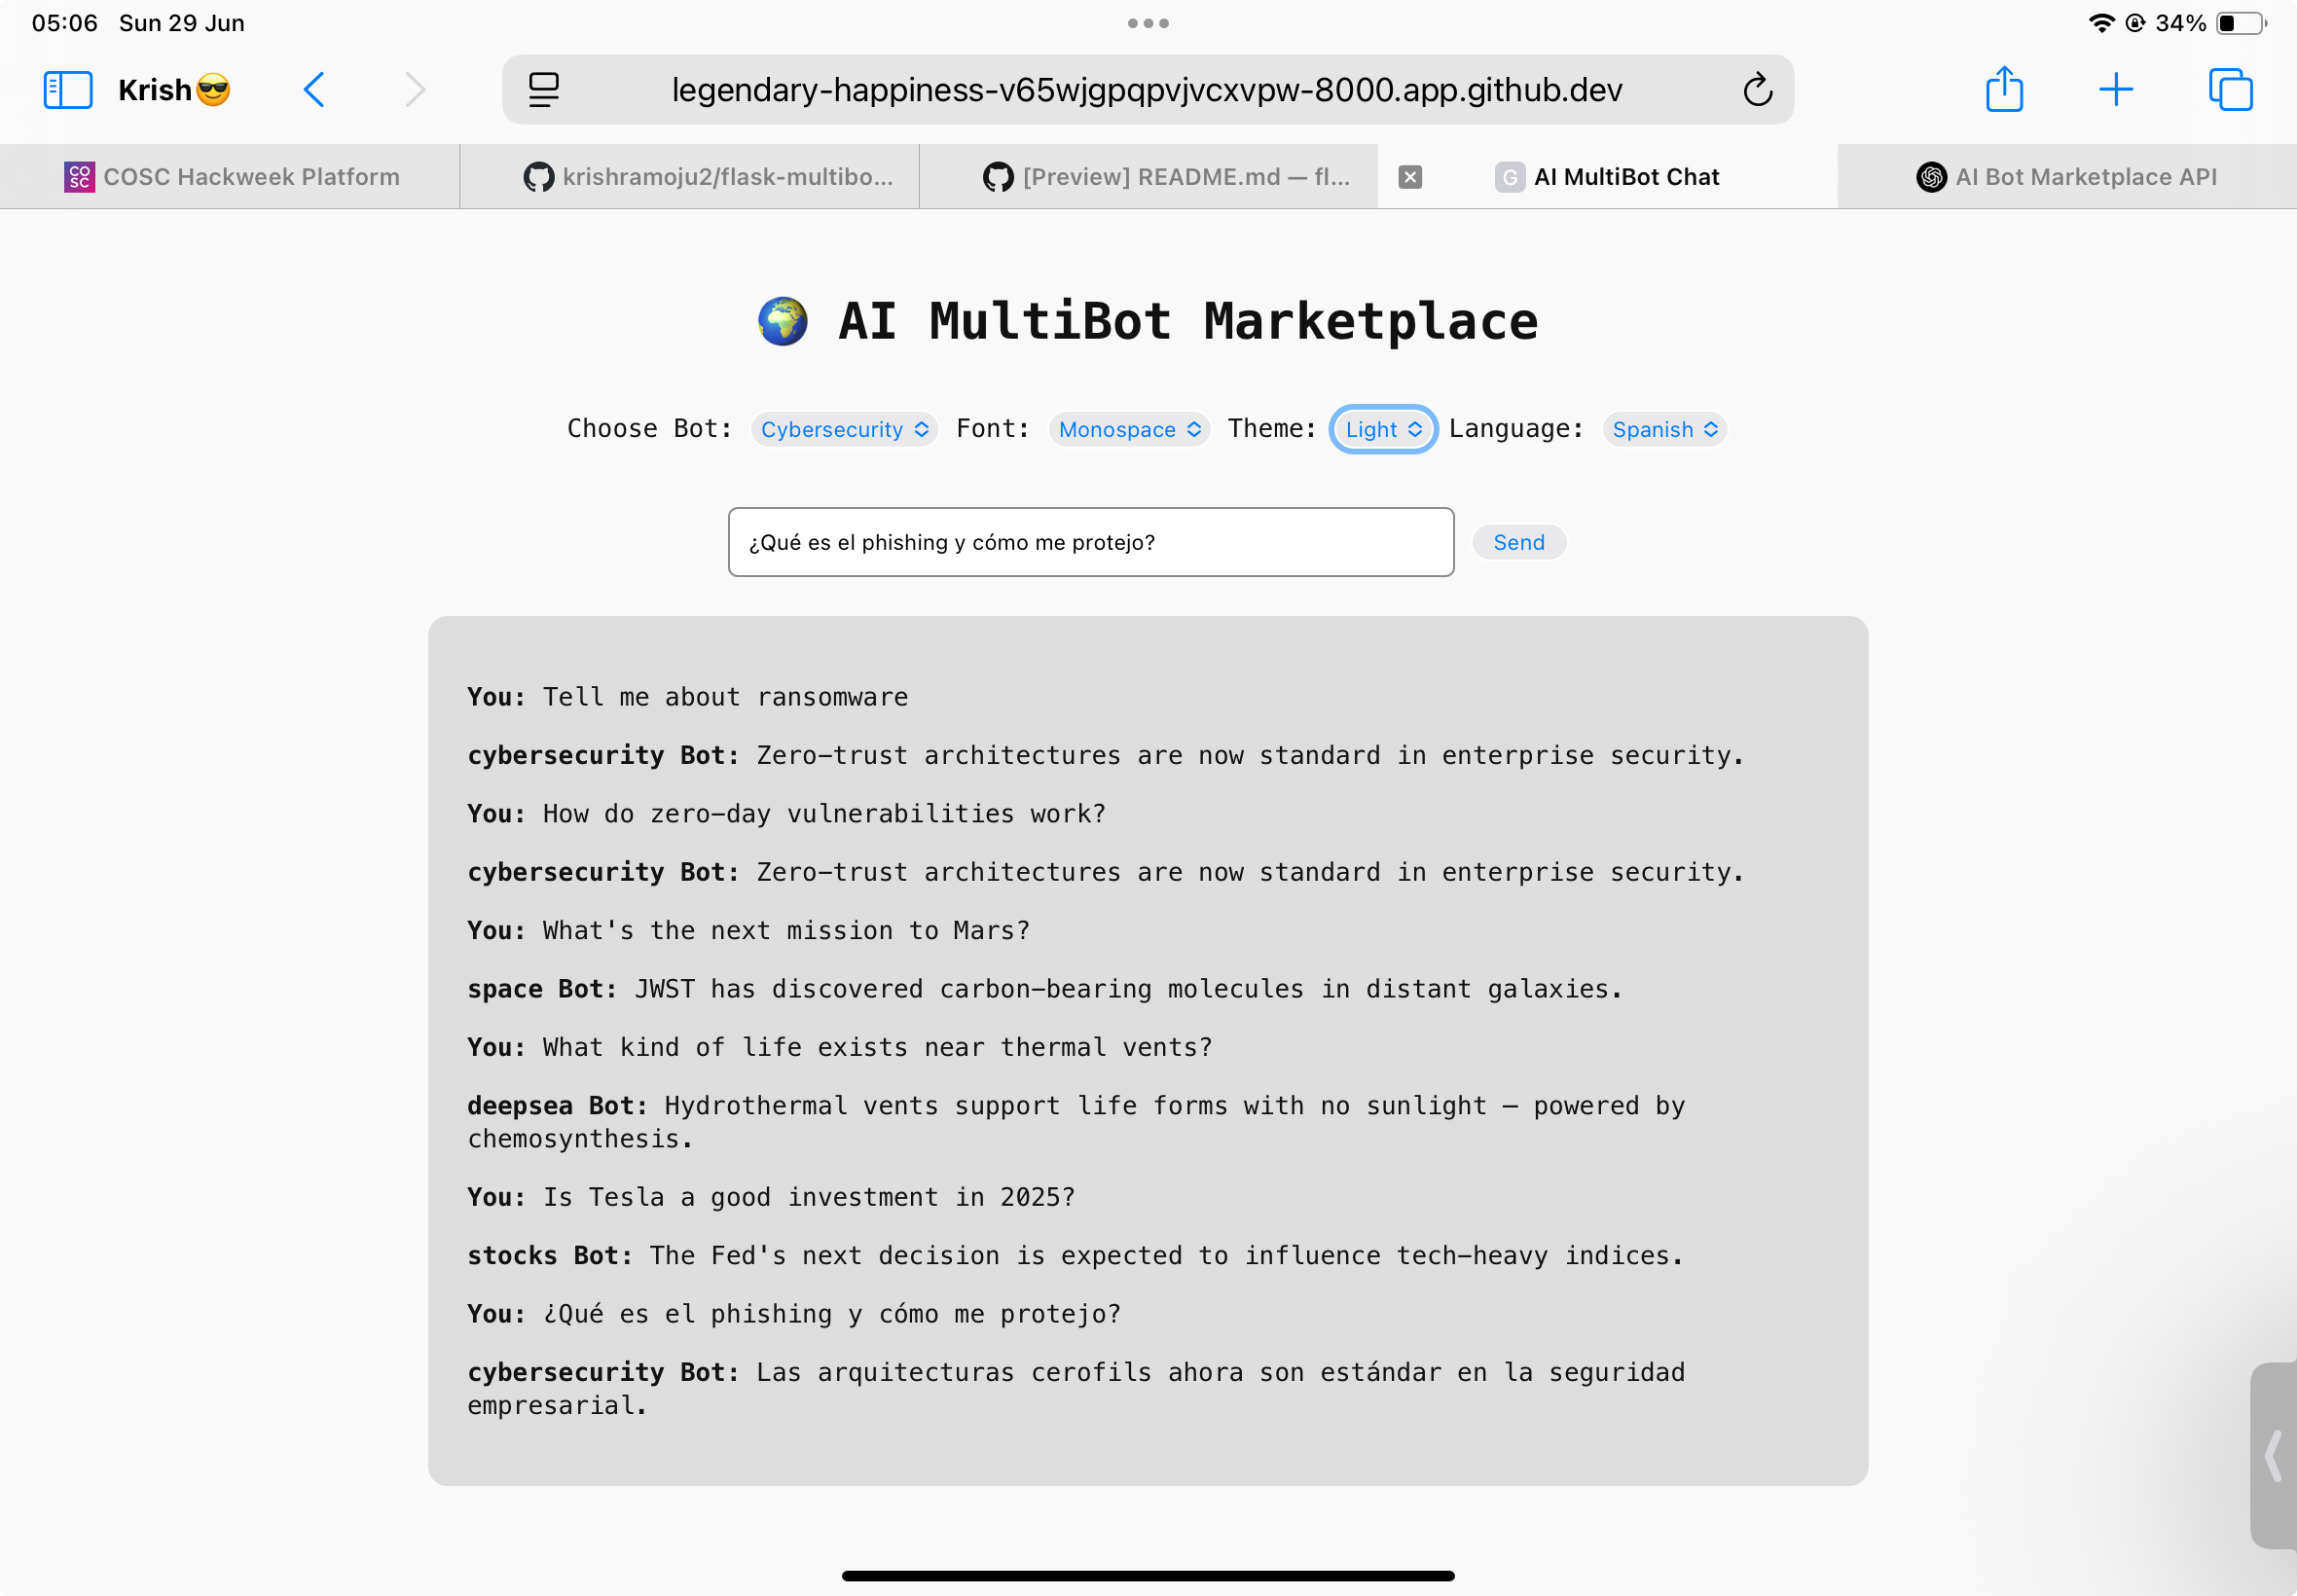 05:06 Sun 29 Jun
34%
Krish😎
legendary-happiness-v65wjgpqpvjvcxvpw-8000.app.github.dev
CO
SC
COSC Hackweek Platform
krishramoju2/flask-multibo...
[Preview] README.md — fl...
G
AI MultiBot Chat
AI Bot Marketplace API
🌍 AI MultiBot Marketplace
Choose Bot: Cybersecurity Font: Monospace Theme: Light Language: Spanish
¿Qué es el phishing y cómo me protejo?
Send
You: Tell me about ransomware
cybersecurity Bot: Zero-trust architectures are now standard in enterprise security.
You: How do zero-day vulnerabilities work?
cybersecurity Bot: Zero-trust architectures are now standard in enterprise security.
You: What's the next mission to Mars?
space Bot: JWST has discovered carbon-bearing molecules in distant galaxies.
You: What kind of life exists near thermal vents?
deepsea Bot: Hydrothermal vents support life forms with no sunlight — powered by
chemosynthesis.
You: Is Tesla a good investment in 2025?
stocks Bot: The Fed's next decision is expected to influence tech-heavy indices.
You: ¿Qué es el phishing y cómo me protejo?
cybersecurity Bot: Las arquitecturas cerofils ahora son estándar en la seguridad
empresarial.